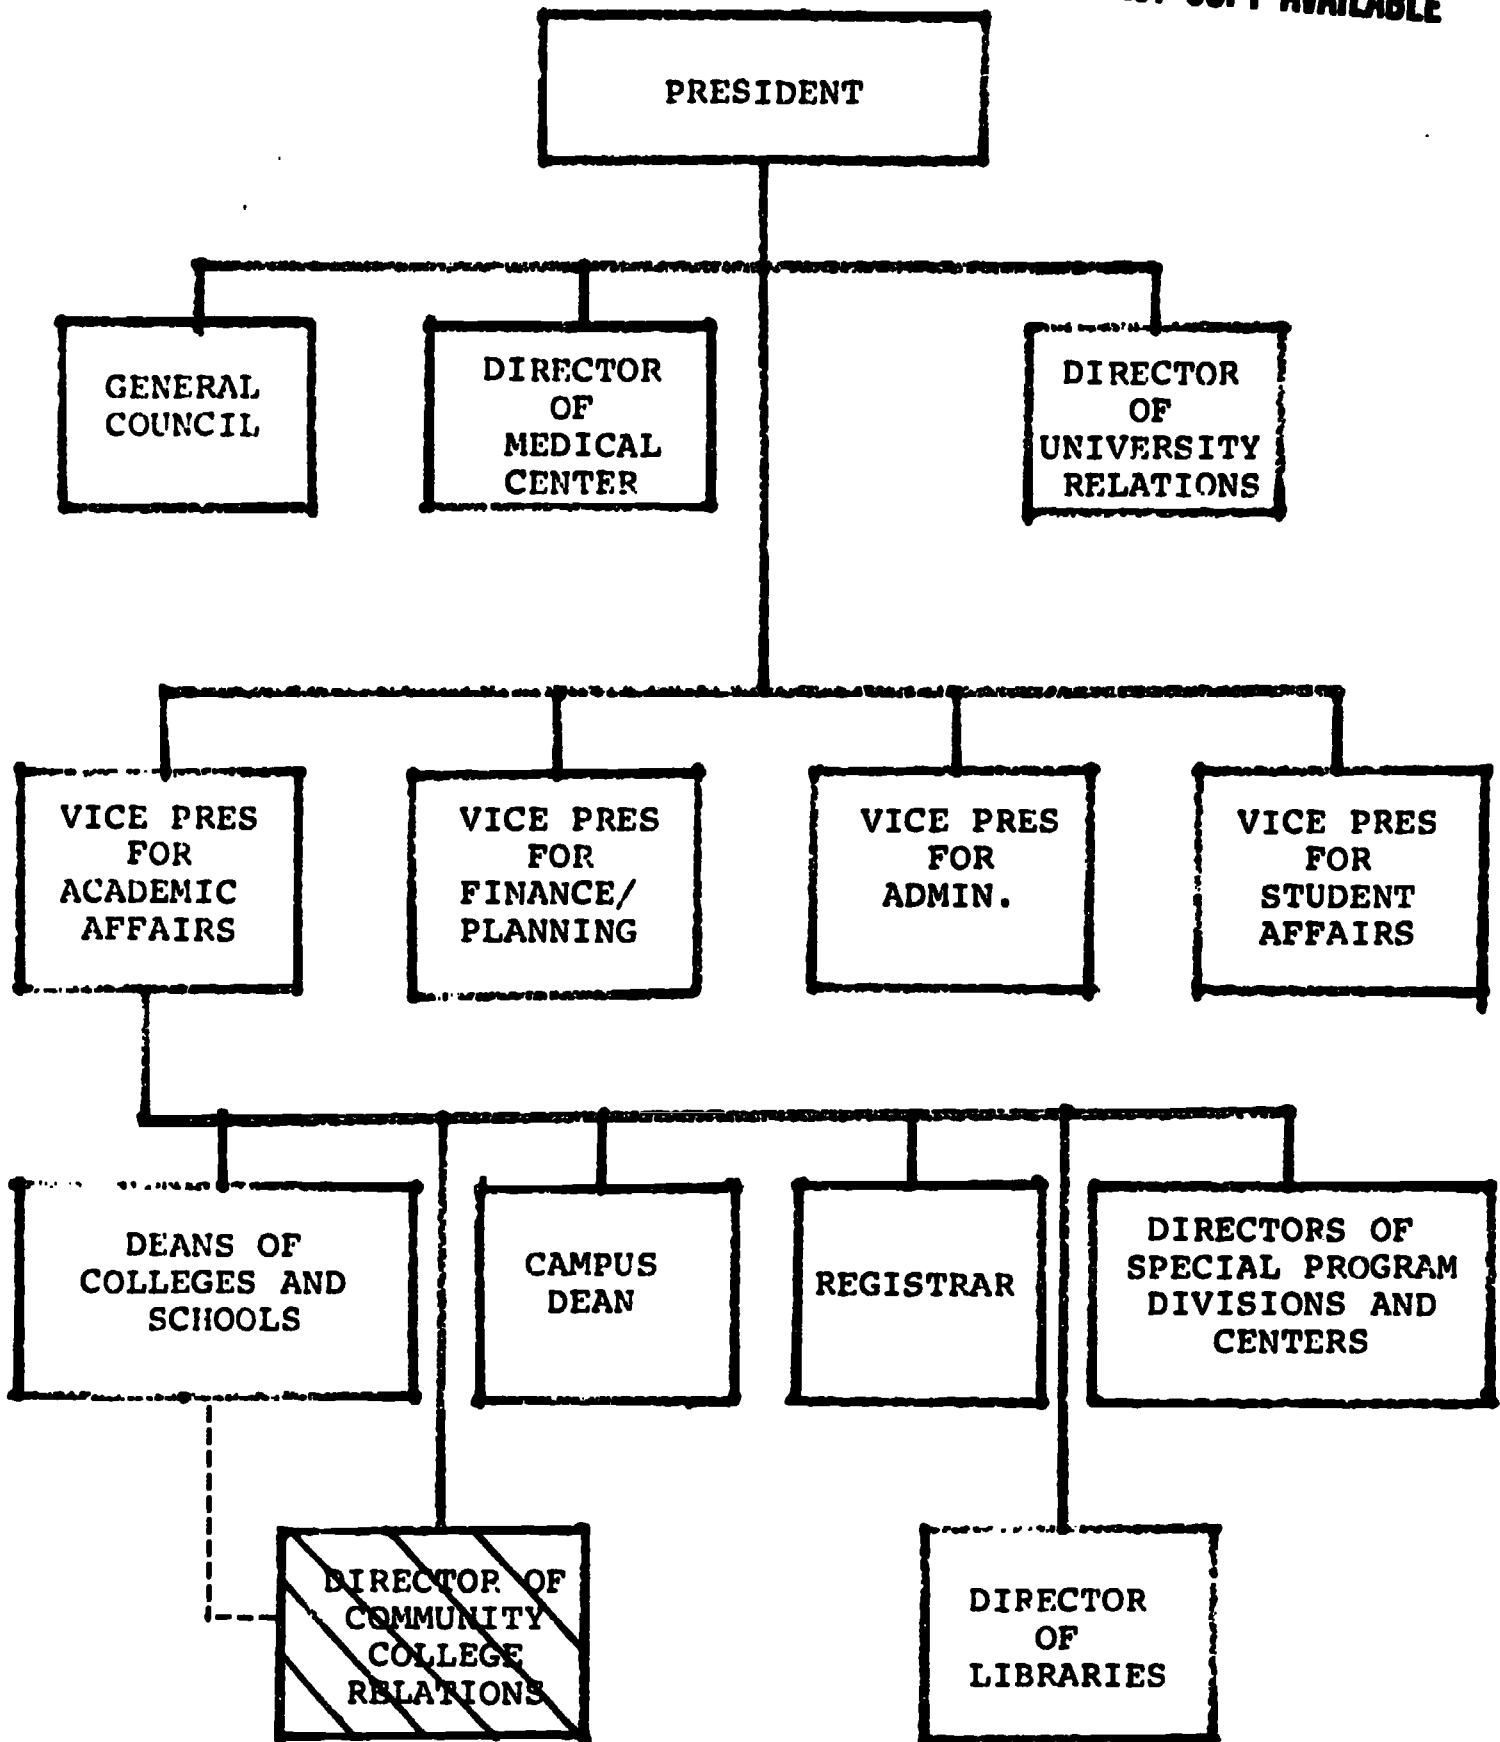 COPY AVAILABLE
PRESIDENT
GENERAL
COUNCIL
DIRECTOR
OF
MEDICAL
CENTER
DIRECTOR
OF
UNIVERSITY
RELATIONS
VICE PRES
FOR
ACADEMIC
AFFAIRS
VICE PRES
FOR
FINANCE/
PLANNING
VICE PRES
FOR
ADMIN.
VICE PRES
FOR
STUDENT
AFFAIRS
DEANS OF
COLLEGES AND
SCHOOLS
CAMPUS
DEAN
REGISTRAR
DIRECTORS OF
SPECIAL PROGRAM
DIVISIONS AND
CENTERS
DIRECTOR OF
COMMUNITY
COLLEGE
RELATIONS
DIRECTOR
OF
LIBRARIES